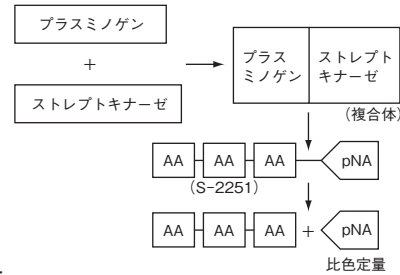 プラスミノゲン
+
ストレプトキナーゼ
プラス
ミノゲン
ストレプト
キナーゼ
(複合体)
AA AA AA pNA
(S-2251)
AA AA AA + pNA
比色定量